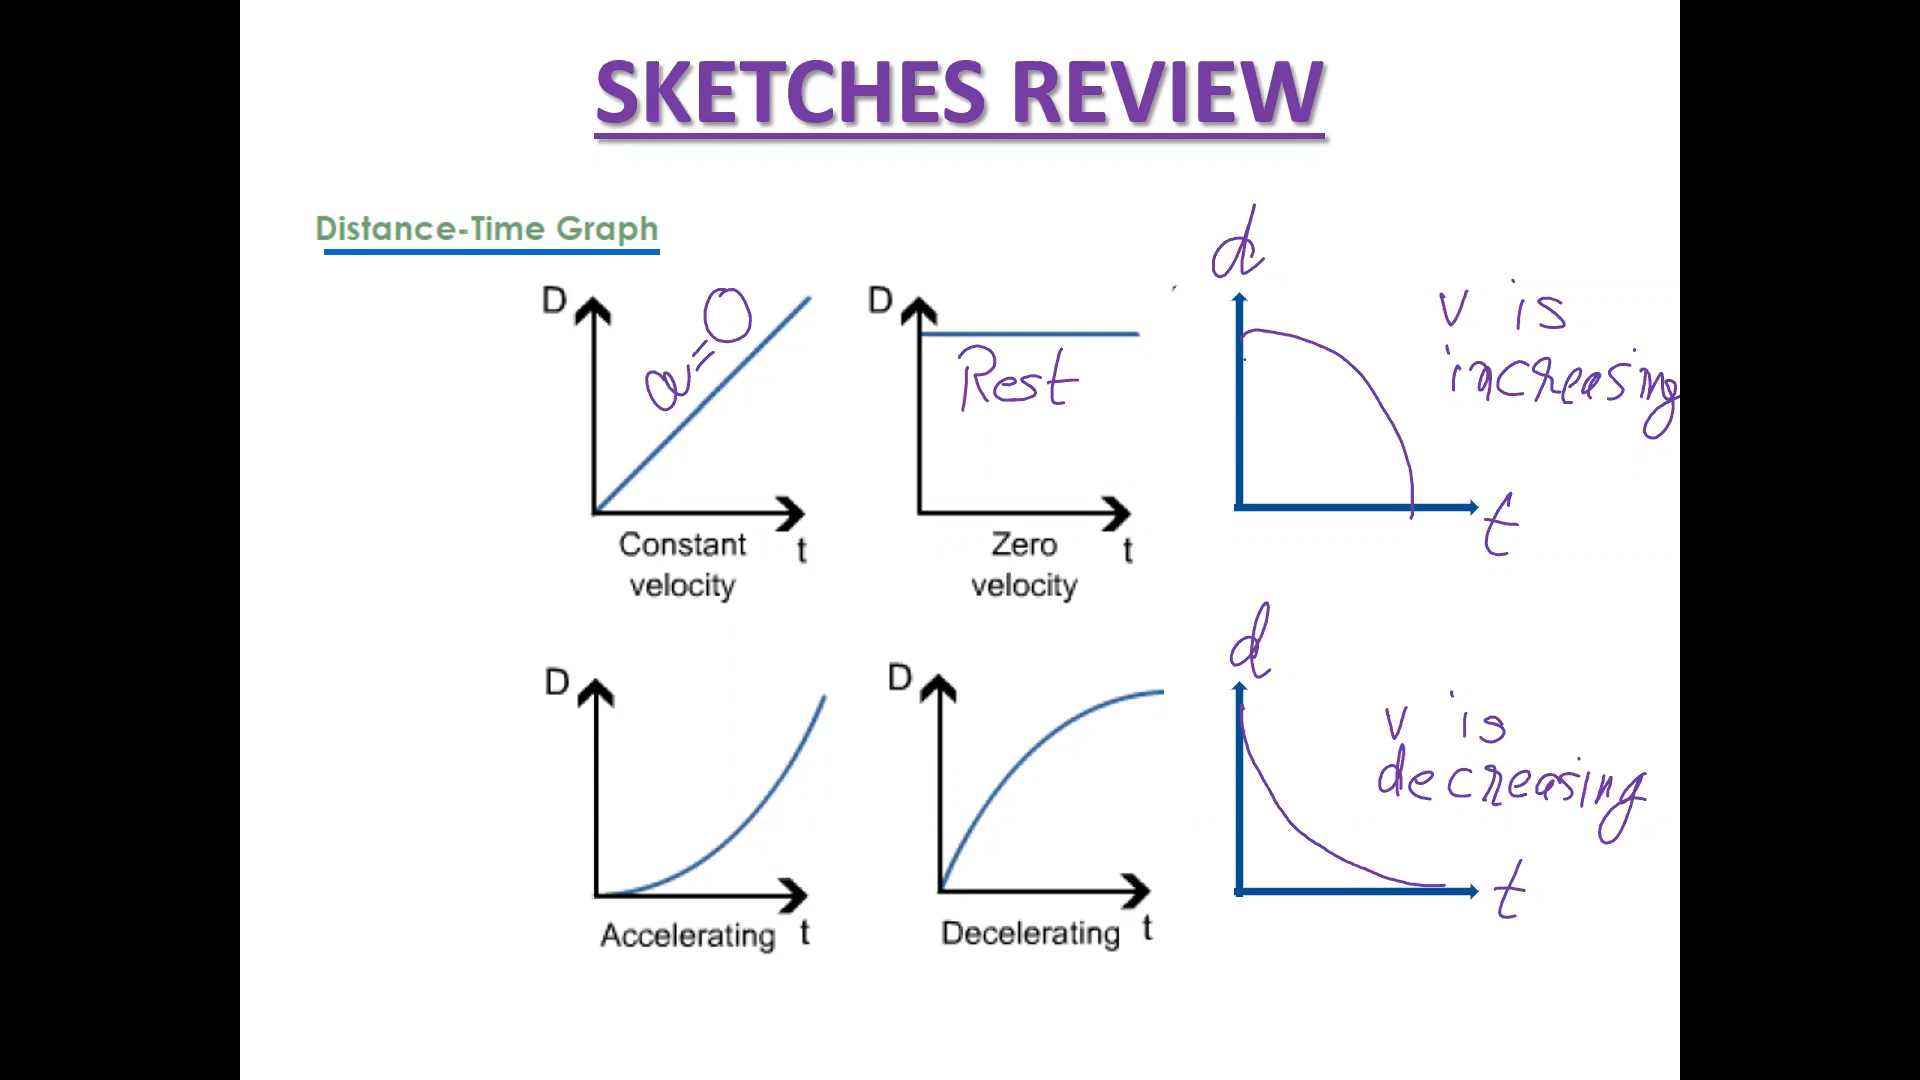 SKETCHES REVIEW
Distance-Time Graph
D
a=0
t
Constant
velocity
D
Rest
t
Zero
velocity
d
v is
increasing
t
D
t
Accelerating
D
t
Decelerating
d
v is
decreasing
t